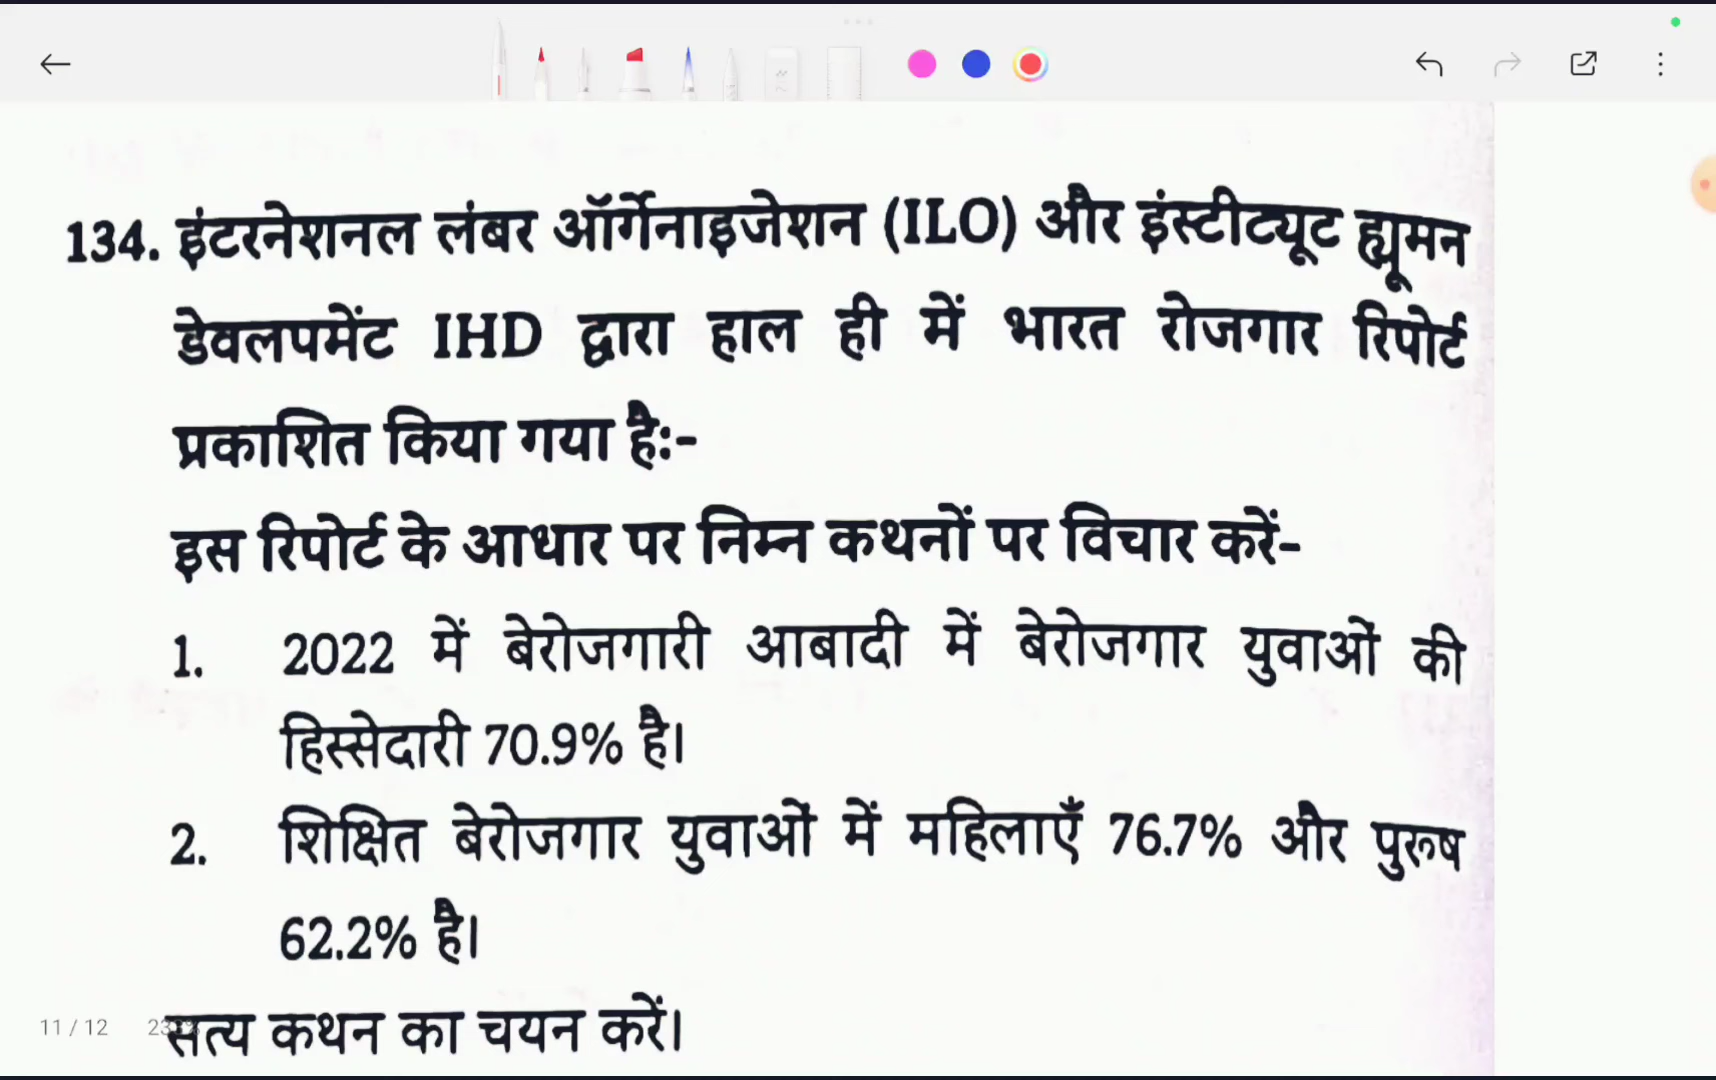 134. इंटरनेशनल लंबर ऑर्गेनाइजेशन (ILO) और इंस्टीट्यूट ह्यूमन
डेवलपमेंट IHD द्वारा हाल ही में भारत रोजगार रिपोर्ट
प्रकाशित किया गया है:-
इस रिपोर्ट के आधार पर निम्न कथनों पर विचार करें-
1. 2022 में बेरोजगारी आबादी में बेरोजगार युवाओं की
हिस्सेदारी 70.9% है।
2. शिक्षित बेरोजगार युवाओं में महिलाएँ 76.7% और पुरुष
62.2% है।
सत्य कथन का चयन करें।
11 / 12